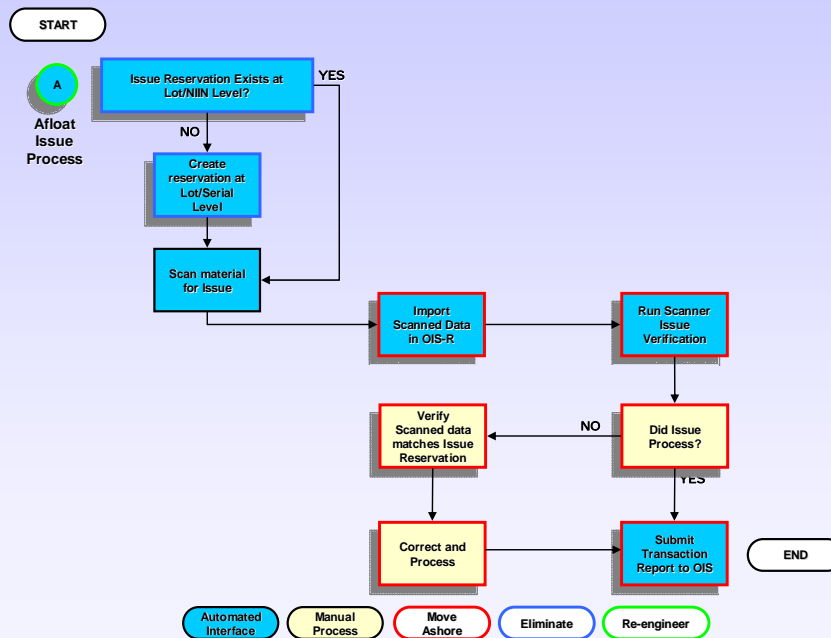 START
A
Afloat
Issue
Process
Issue Reservation Exists at
Lot/NIIN Level?
YES
NO
Create
reservation at
Lot/Serial
Level
Scan material
for Issue
Import
Scanned Data
in OIS-R
Run Scanner
Issue
Verification
Verify
Scanned data
matches Issue
Reservation
NO
Did Issue
Process?
YES
Correct and
Process
Submit
Transaction
Report to OIS
END
Automated
Interface
Manual
Process
Move
Ashore
Eliminate
Re-engineer